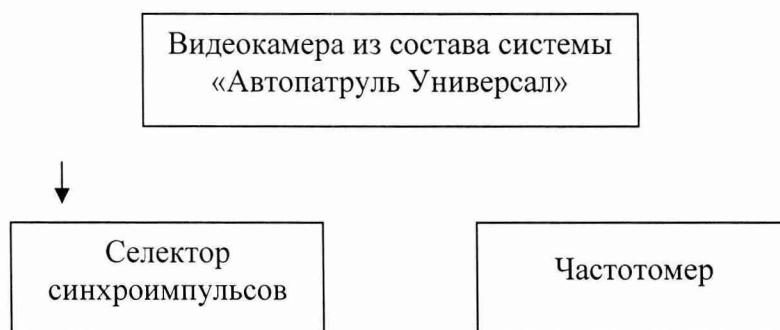 Видеокамера из состава системы
«Автопатруль Универсал»
Селектор
синхроимпульсов
Частотомер